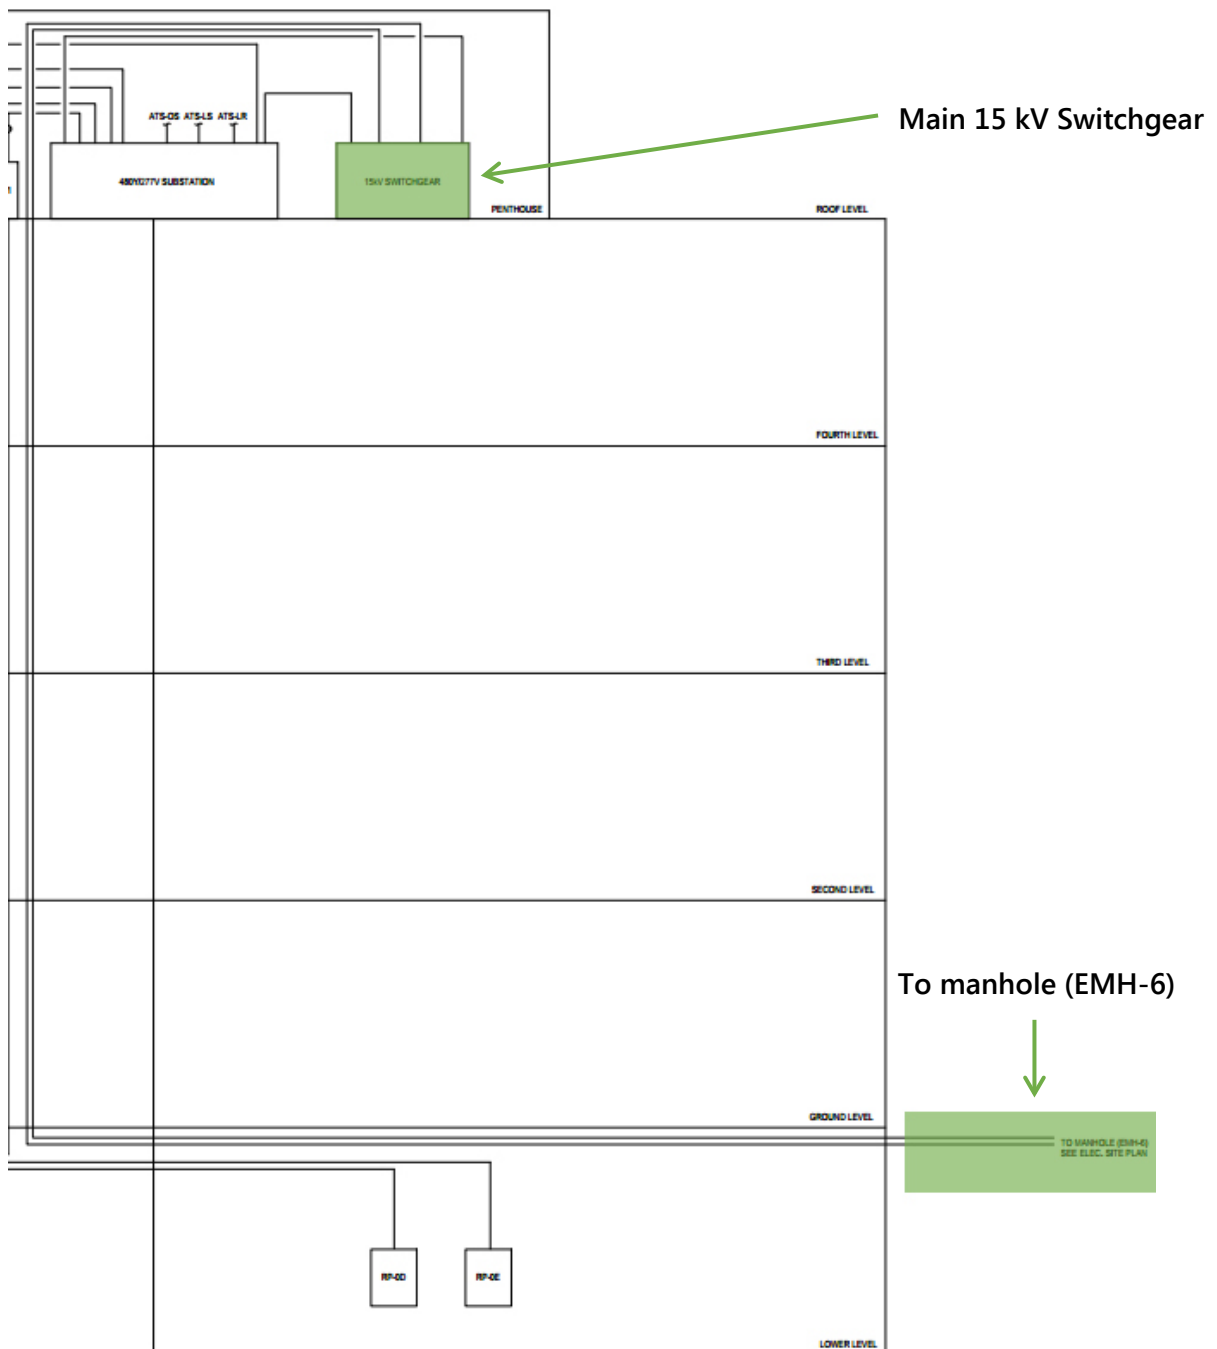 Main 15 kV Switchgear
ATS-DS ATS-LS ATS-LR
480Y/277V SUBSTATION
15kV SWITCHGEAR
PENTHOUSE
ROOF LEVEL
FOURTH LEVEL
THIRD LEVEL
SECOND LEVEL
To manhole (EMH-6)
GROUND LEVEL
TO MANHOLE (EMH-6)
SEE ELEC. SITE PLAN
RP-0D
RP-0E
LOWER LEVEL